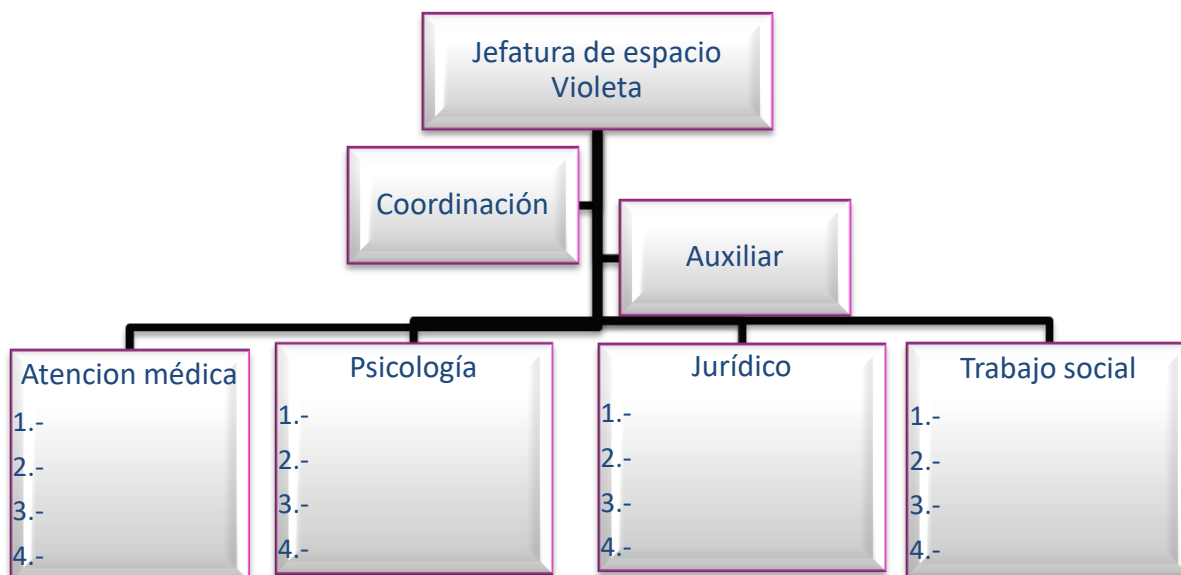 Jefatura de espacio
Violeta
Coordinación
Auxiliar
Atencion médica
1.-
2.-
3.-
4.-
Psicología
1.-
2.-
3.-
4.-
Jurídico
1.-
2.-
3.-
4.-
Trabajo social
1.-
2.-
3.-
4.-